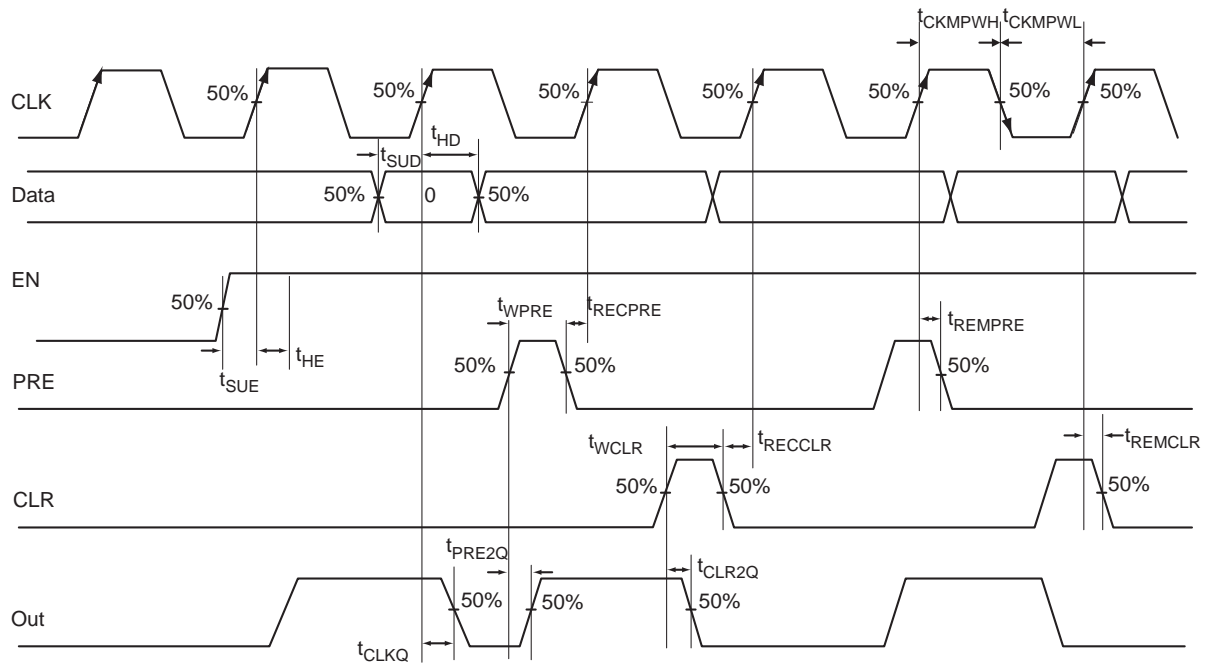 tCKMPWH tCKMPWL
CLK
50% 50% 50% 50% 50% 50% 50%
tSUD tHD
Data
50% 0 50%
EN
50%
tSUE tHE
tWPRE tRECPRE tREMPRE
PRE
50% 50% 50%
tWCLR tRECCLR tREMCLR
CLR
50% 50% 50%
tPRE2Q tCLR2Q
Out
50% 50% 50%
tCLKQ